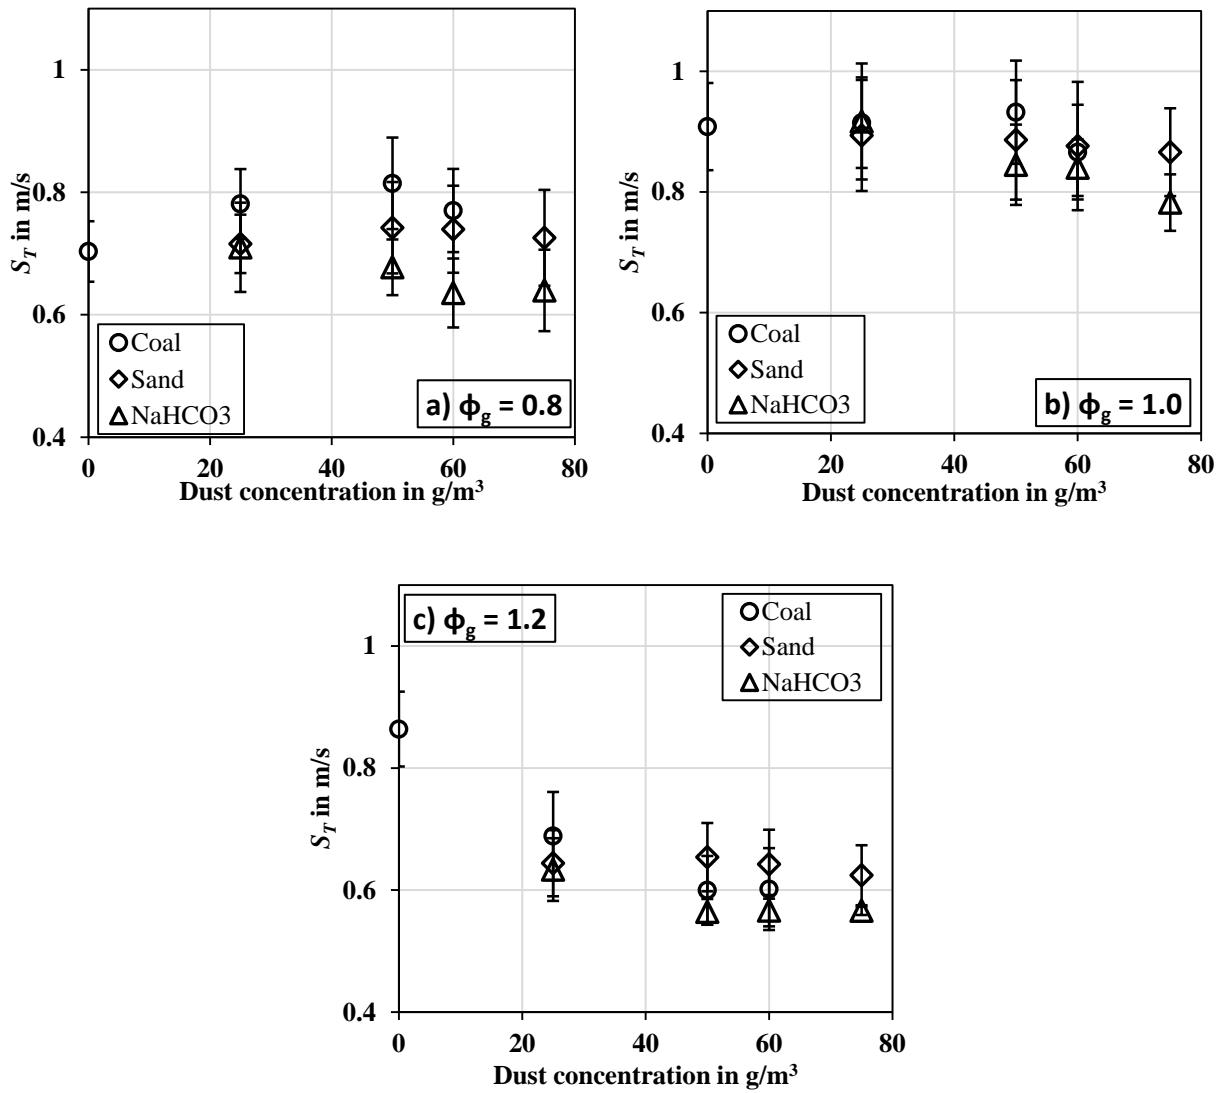 1
0.8
0.6
0.4
S_T in m/s
Coal
Sand
NaHCO3
a) ϕg = 0.8
0 20 40 60 80
Dust concentration in g/m³
1
0.8
0.6
0.4
S_T in m/s
Coal
Sand
NaHCO3
b) ϕg = 1.0
0 20 40 60 80
Dust concentration in g/m³
c) ϕg = 1.2
Coal
Sand
NaHCO3
1
0.8
0.6
0.4
S_T in m/s
0 20 40 60 80
Dust concentration in g/m³